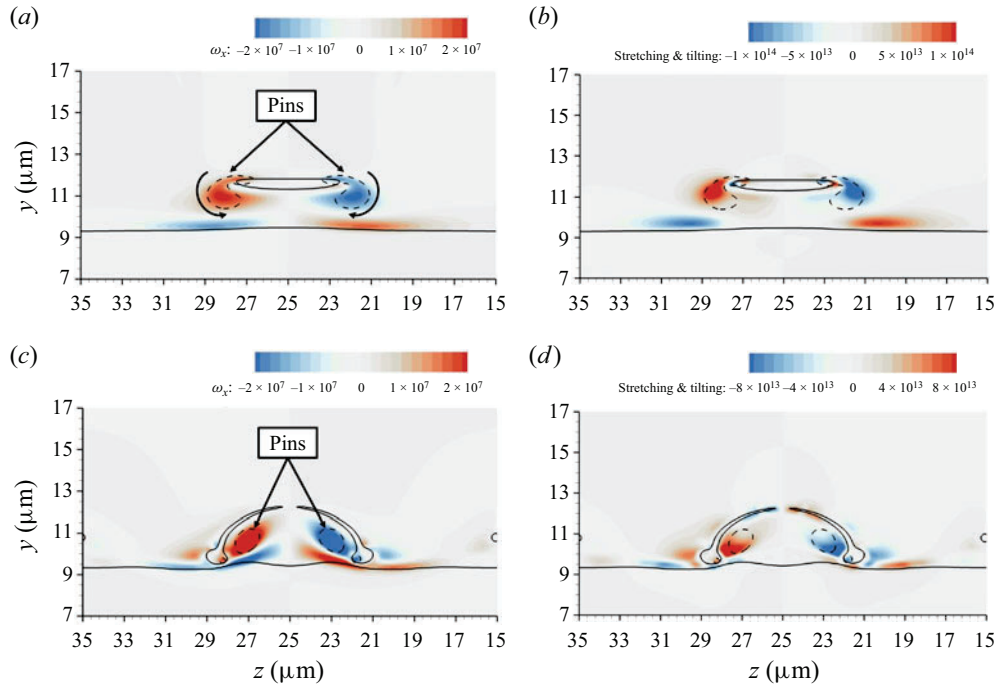 (a)
ωx: –2 × 10⁷ –1 × 10⁷ 0 1 × 10⁷ 2 × 10⁷
17
15
13
11
9
7
y (μm)
Pins
35 33 31 29 27 25 23 21 19 17 15
(b)
Stretching & tilting: –1 × 10¹⁴ –5 × 10¹³ 0 5 × 10¹³ 1 × 10¹⁴
17
15
13
11
9
7
35 33 31 29 27 25 23 21 19 17 15
(c)
ωx: –2 × 10⁷ –1 × 10⁷ 0 1 × 10⁷ 2 × 10⁷
17
15
13
11
9
7
y (μm)
Pins
35 33 31 29 27 25 23 21 19 17 15
z (μm)
(d)
Stretching & tilting: –8 × 10¹³ –4 × 10¹³ 0 4 × 10¹³ 8 × 10¹³
17
15
13
11
9
7
35 33 31 29 27 25 23 21 19 17 15
z (μm)